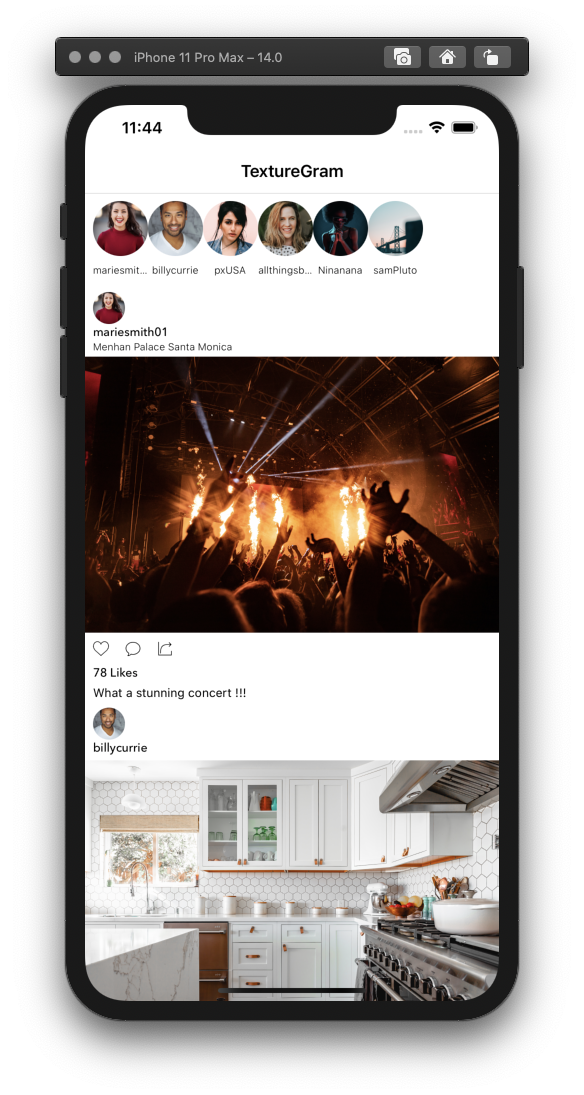 iPhone 11 Pro Max – 14.0
11:44
TextureGram
mariesmit... billycurrie pxUSA allthingsb... Ninanana samPluto
mariesmith01
Menhan Palace Santa Monica
78 Likes
What a stunning concert !!!
billycurrie